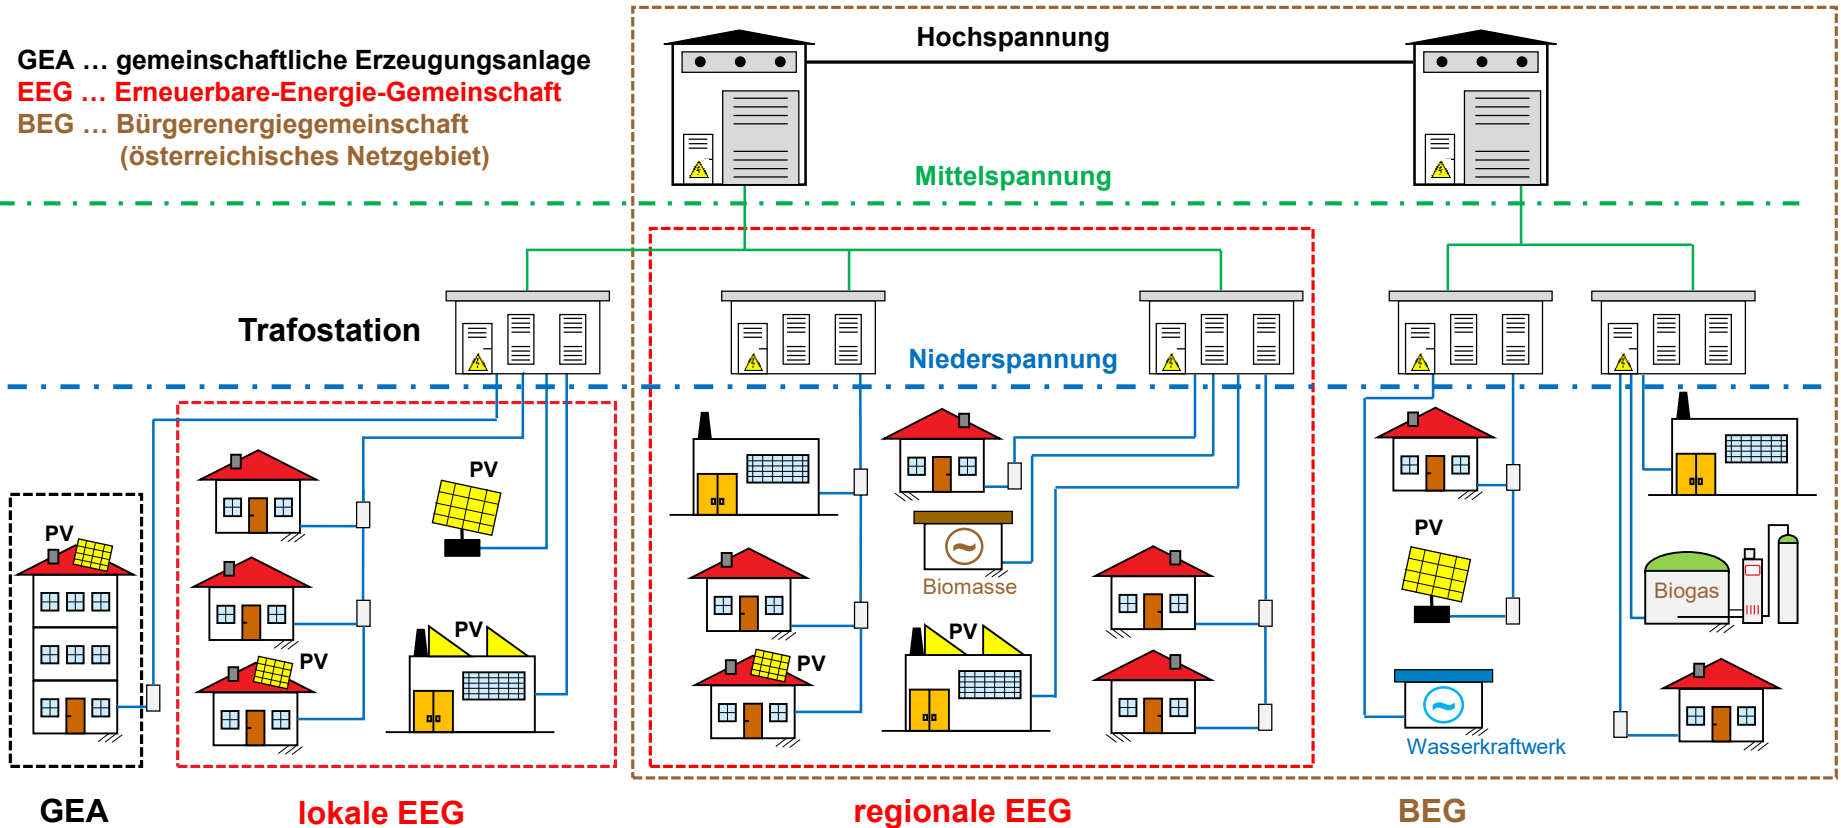 GEA … gemeinschaftliche Erzeugungsanlage
EEG … Erneuerbare-Energie-Gemeinschaft
BEG … Bürgerenergiegemeinschaft
(österreichisches Netzgebiet)
Hochspannung
Mittelspannung
Trafostation
Niederspannung
PV
PV
PV
PV
Biomasse
PV
PV
PV
Biogas
Wasserkraftwerk
GEA
lokale EEG
regionale EEG
BEG